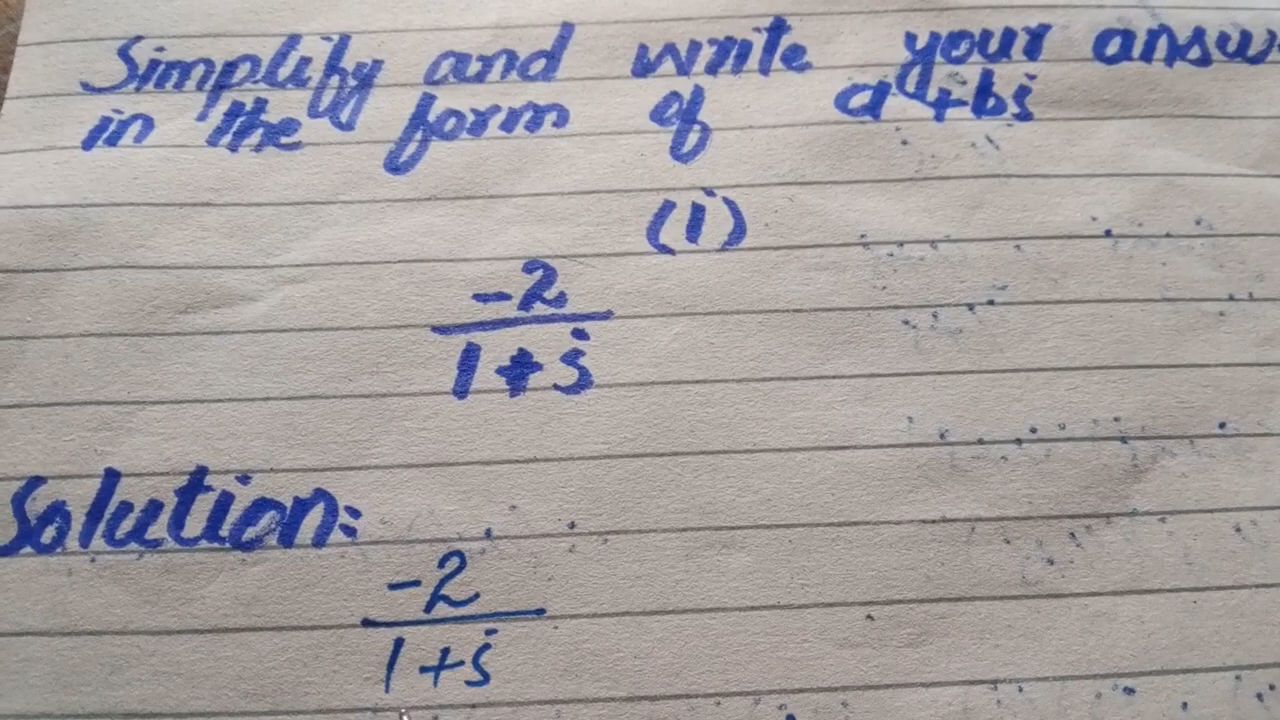 Simplify and write your answ
in the form of a+bi
(i)
-2
1+i
Solution:
-2
1+i